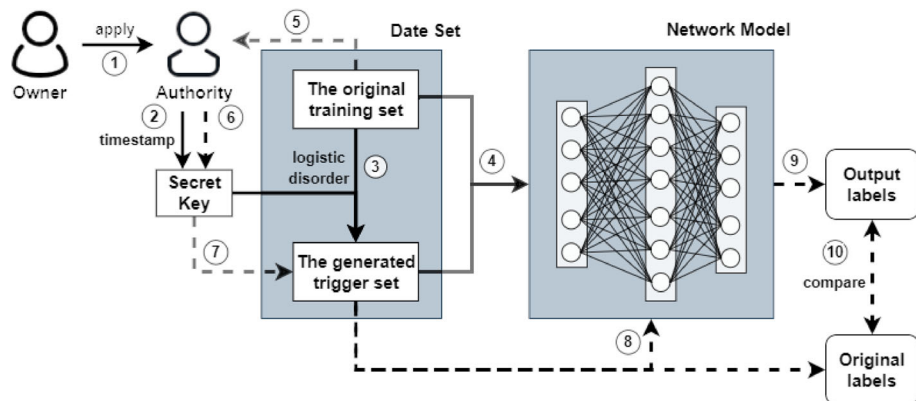 ⑤
Date Set
Network Model
apply
①
Owner
Authority
The original
training set
②
⑥
timestamp
logistic
disorder
③
④
⑨
Secret
Key
Output
labels
⑦
The generated
trigger set
⑩
compare
⑧
Original
labels